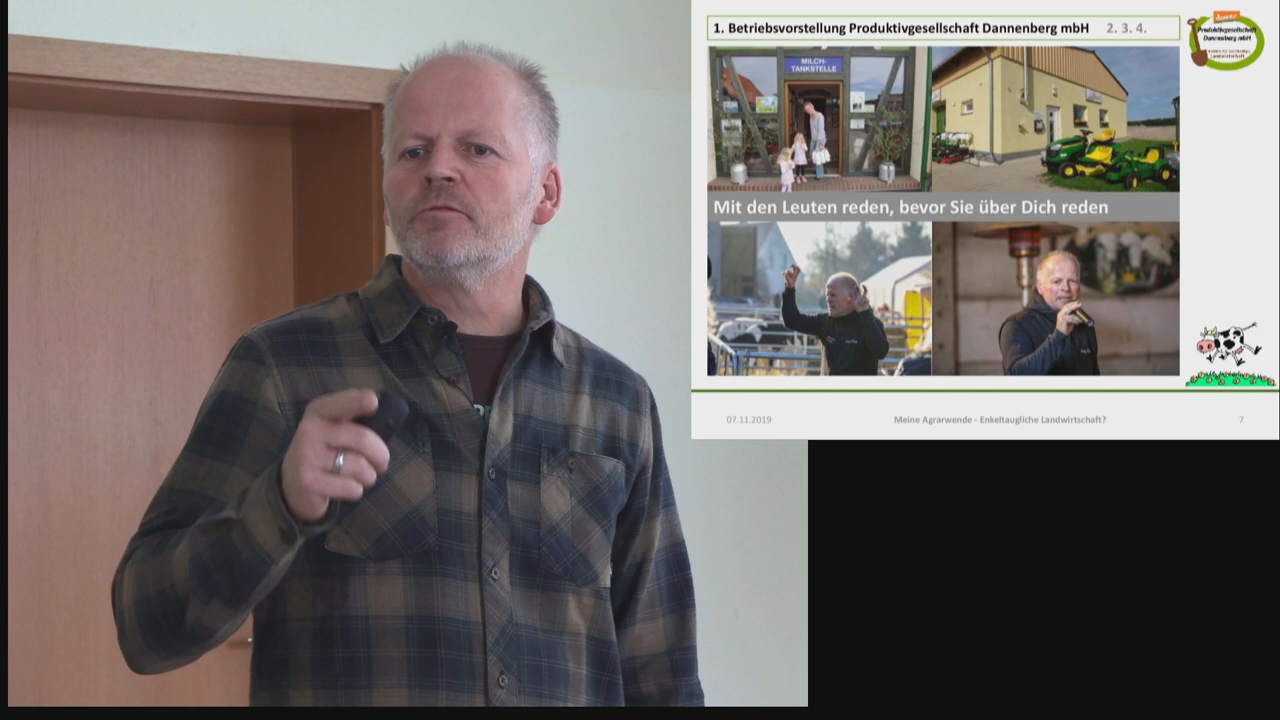 1. Betriebsvorstellung Produktivgesellschaft Dannenberg mbH 2. 3. 4.
demeter
Produktivgesellschaft
Dannenberg mbH
Landwirtschaft
MILCH-
TANKSTELLE
Mit den Leuten reden, bevor Sie über Dich reden
07.11.2019 Meine Agrarwende - Enkeltaugliche Landwirtschaft? 7